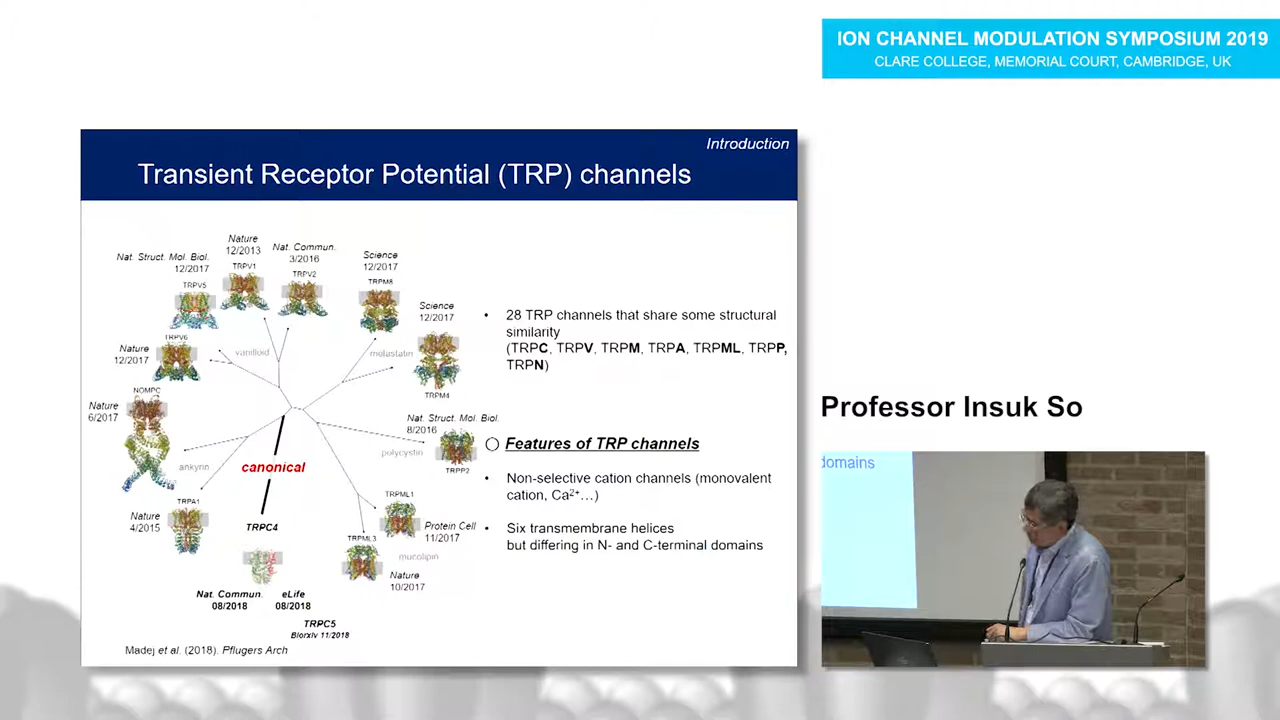 ION CHANNEL MODULATION SYMPOSIUM 2019
CLARE COLLEGE, MEMORIAL COURT, CAMBRIDGE, UK
Introduction
Transient Receptor Potential (TRP) channels
Nature
12/2013
TRPV1
Nat. Commun.
3/2016
TRPV2
Nat. Struct. Mol. Biol.
12/2017
TRPV5
Science
12/2017
TRPM8
Science
12/2017
TRPM4
TRPV6
Nature
12/2017
vanilloid
melastatin
NOMPC
Nature
6/2017
Nat. Struct. Mol. Biol.
8/2016
TRPP2
polycystin
ankyrin
canonical
TRPA1
Nature
4/2015
TRPC4
TRPML1
Protein Cell
11/2017
TRPML3
mucolipin
Nature
10/2017
Nat. Commun.
08/2018
eLife
08/2018
TRPC5
Biorxiv 11/2018
Madej et al. (2018). Pflugers Arch
• 28 TRP channels that share some structural
similarity
(TRPC, TRPV, TRPM, TRPA, TRPML, TRPP,
TRPN)
○ Features of TRP channels
• Non-selective cation channels (monovalent
cation, Ca²⁺…)
• Six transmembrane helices
but differing in N- and C-terminal domains
Professor Insuk So
domains